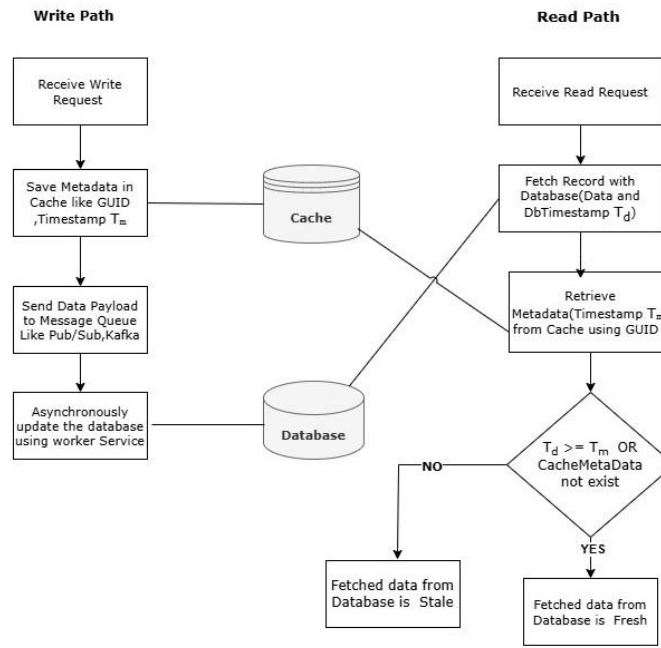 Write Path
Receive Write
Request
Save Metadata in
Cache like GUID
,Timestamp Tₘ
Send Data Payload
to Message Queue
Like Pub/Sub,Kafka
Asynchronously
update the database
using worker Service
Cache
Database
Read Path
Receive Read Request
Fetch Record with
Database(Data and
DbTimestamp T_d)
Retrieve
Metadata(Timestamp Tₘ
from Cache using GUID
T_d >= Tₘ OR
CacheMetaData
not exist
NO
YES
Fetched data from
Database is Stale
Fetched data from
Database is Fresh